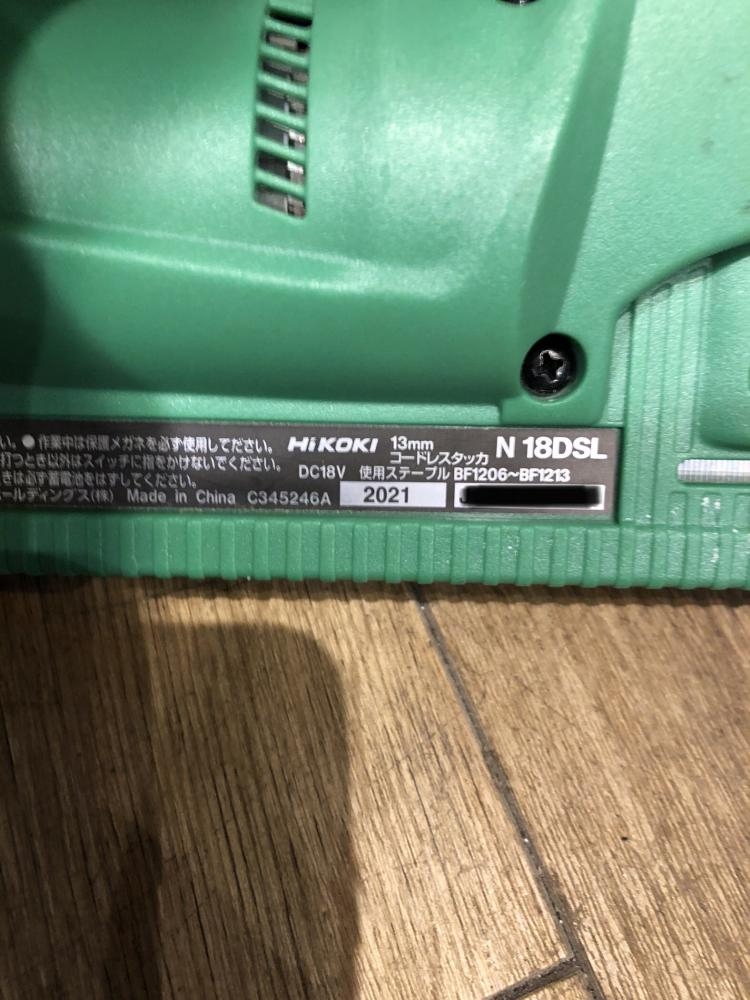 い。●作業中は保護メガネを必ず使用してください。
打つとき以外はスイッチに指をかけないでください。
きは必ず蓄電池をはずしてください。
ールディングス(株) Made in China C345246A 2021
HiKOKI 13mm コードレスタッカ N 18DSL
DC18V 使用ステープル BF1206～BF1213